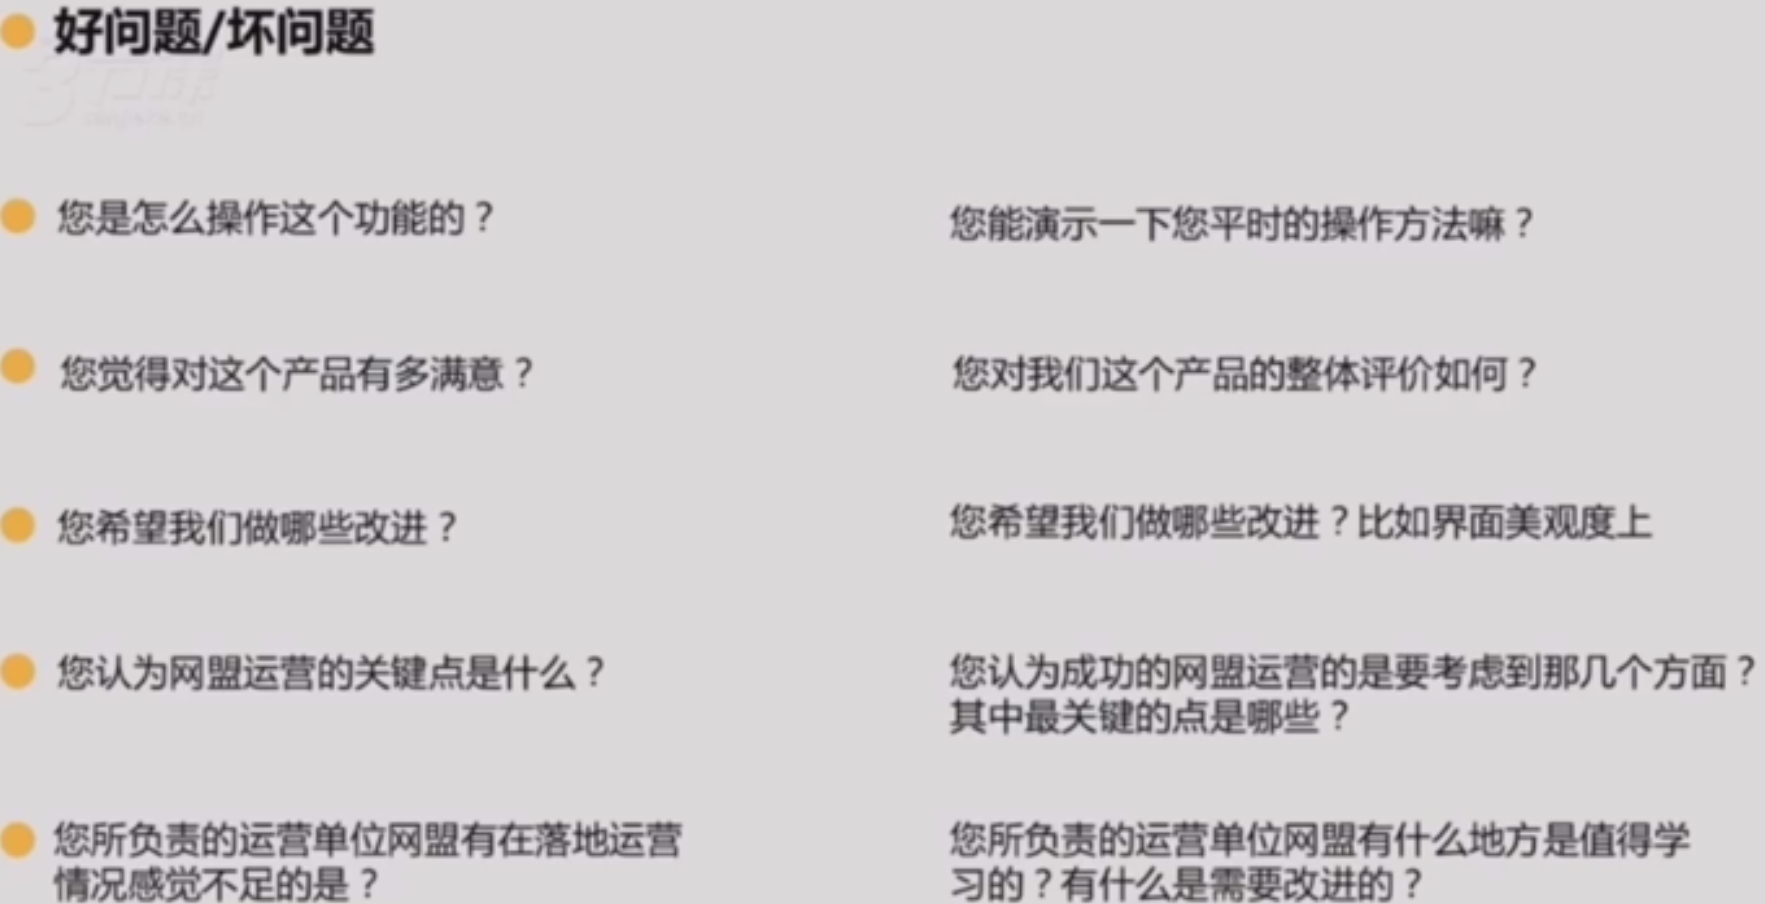 好问题/坏问题
3节课
您是怎么操作这个功能的？
您能演示一下您平时的操作方法嘛？
您觉得对这个产品有多满意？
您对我们这个产品的整体评价如何？
您希望我们做哪些改进？
您希望我们做哪些改进？比如界面美观度上
您认为网盟运营的关键点是什么？
您认为成功的网盟运营的是要考虑到那几个方面？
其中最关键的点是哪些？
您所负责的运营单位网盟有在落地运营
情况感觉不足的是？
您所负责的运营单位网盟有什么地方是值得学
习的？有什么是需要改进的？